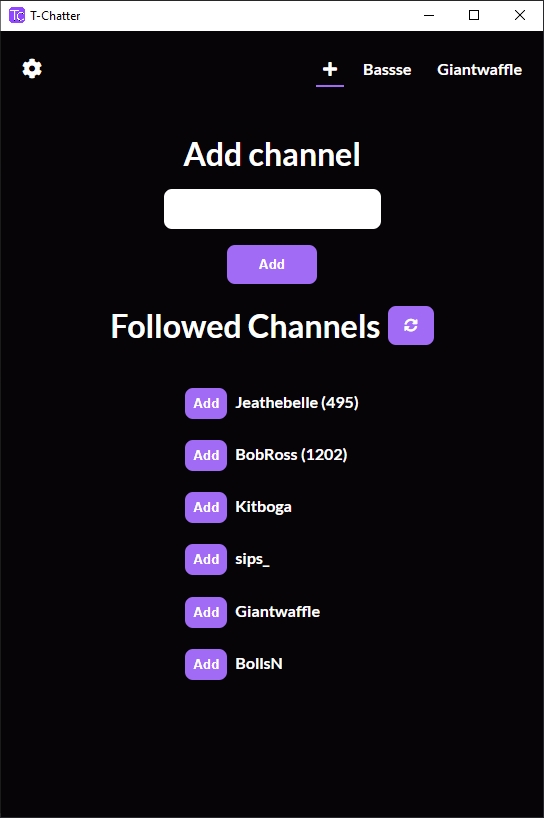 TC T-Chatter
Bassse Giantwaffle
Add channel
Add
Followed Channels
Add Jeathebelle (495)
Add BobRoss (1202)
Add Kitboga
Add sips_
Add Giantwaffle
Add BollsN